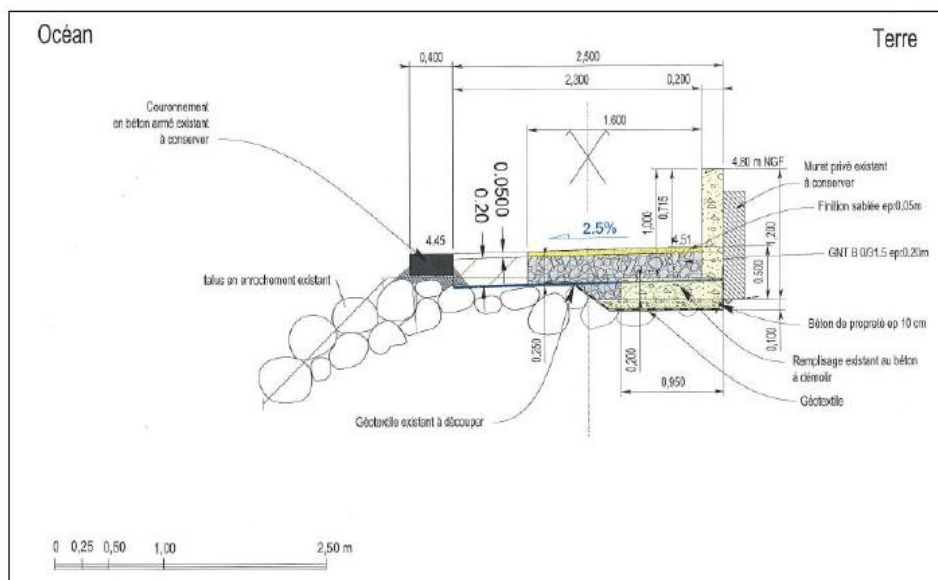 Océan
Terre
0,400
2,500
2,300
0,200
1.600
Couronnement
en béton armé existant
à conserver
4.80 m NGF
Muret privé existant
à conserver
0.0500
0.20
1,000
0,715
2.5%
4.45
4.51
Finition sablée ep:0,05m
1,200
GNT B 0/31.5 ep:0.20m
0.500
talus en enrochement existant
Béton de propreté ep 10 cm
0,100
0,250
0,200
Remplisage existant au béton
à démolir
0,950
Géotextile
Géotextile existant à découper
0 0,25 0,50 1,00 2,50 m